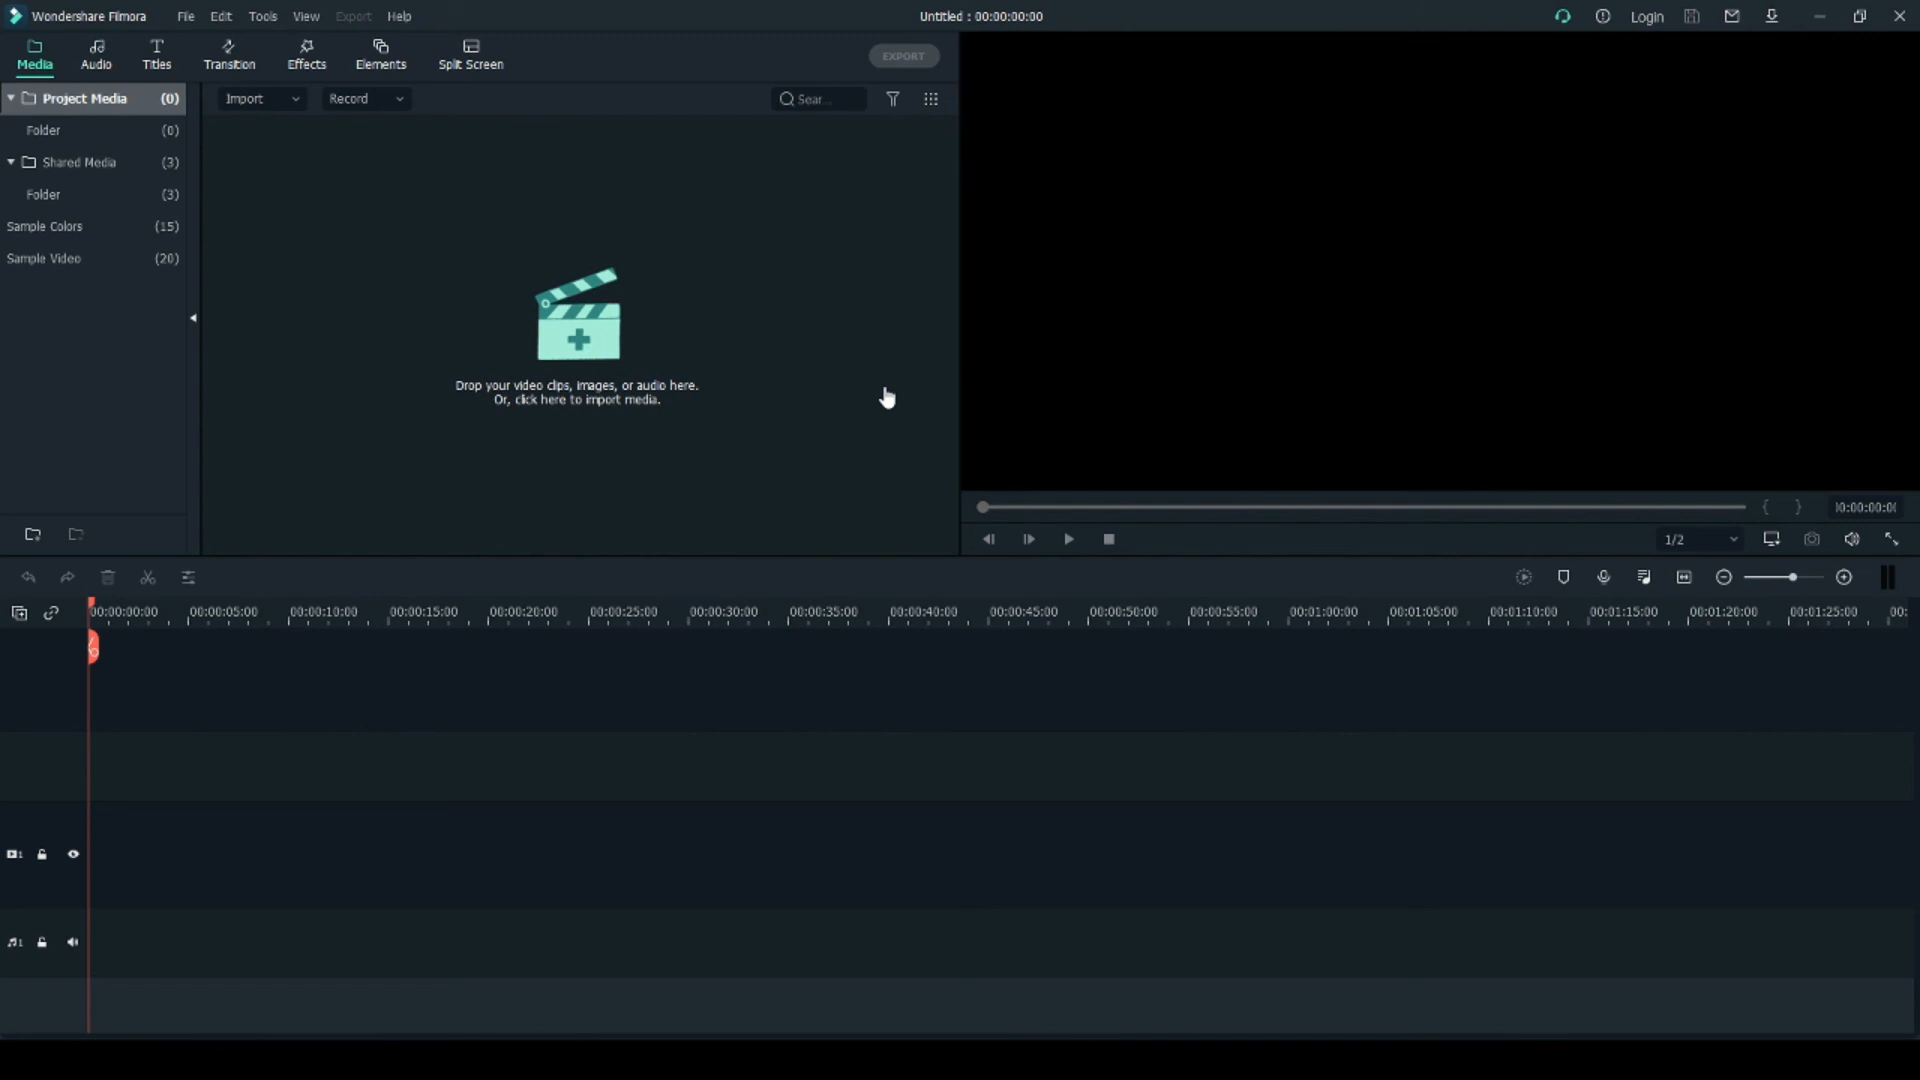 Wondershare Filmora File Edit Tools View Export Help Untitled : 00:00:00:00 Login
Media Audio Titles Transition Effects Elements Split Screen EXPORT
Project Media (0) Import Record Sear...
Folder (0)
Shared Media (3)
Folder (3)
Sample Colors (15)
Sample Video (20)
Drop your video clips, images, or audio here.
Or, click here to import media.
1/2
00:00:00:00 00:00:05:00 00:00:10:00 00:00:15:00 00:00:20:00 00:00:25:00 00:00:30:00 00:00:35:00 00:00:40:00 00:00:45:00 00:00:50:00 00:00:55:00 00:01:00:00 00:01:05:00 00:01:10:00 00:01:15:00 00:01:20:00 00:01:25:00 00:
1
1